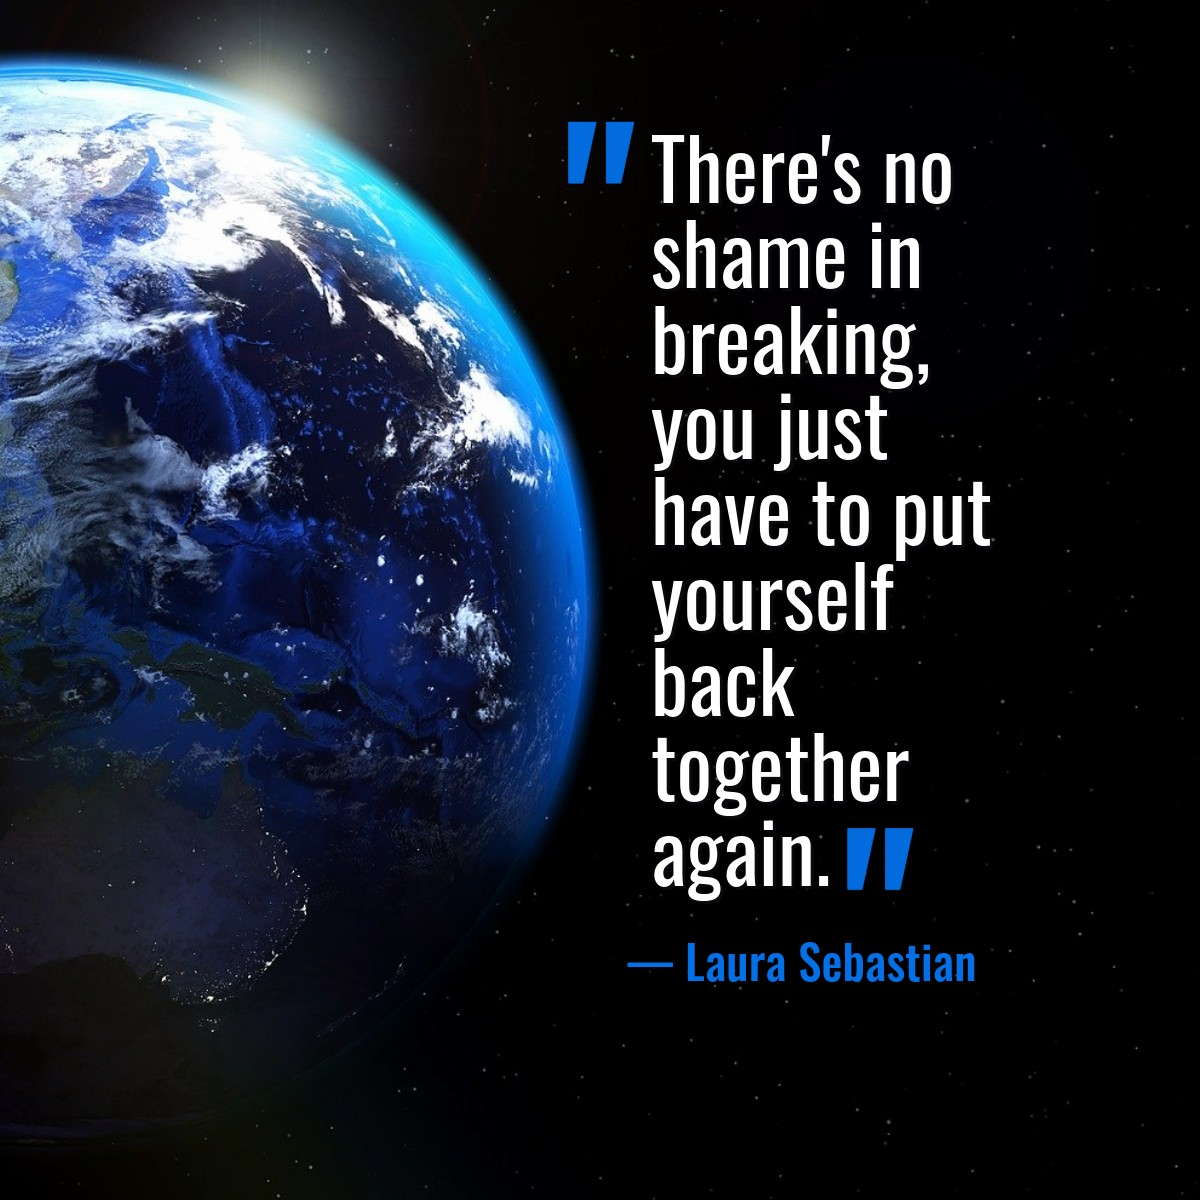 "There's no
shame in
breaking,
you just
have to put
yourself
back
together
again."
— Laura Sebastian